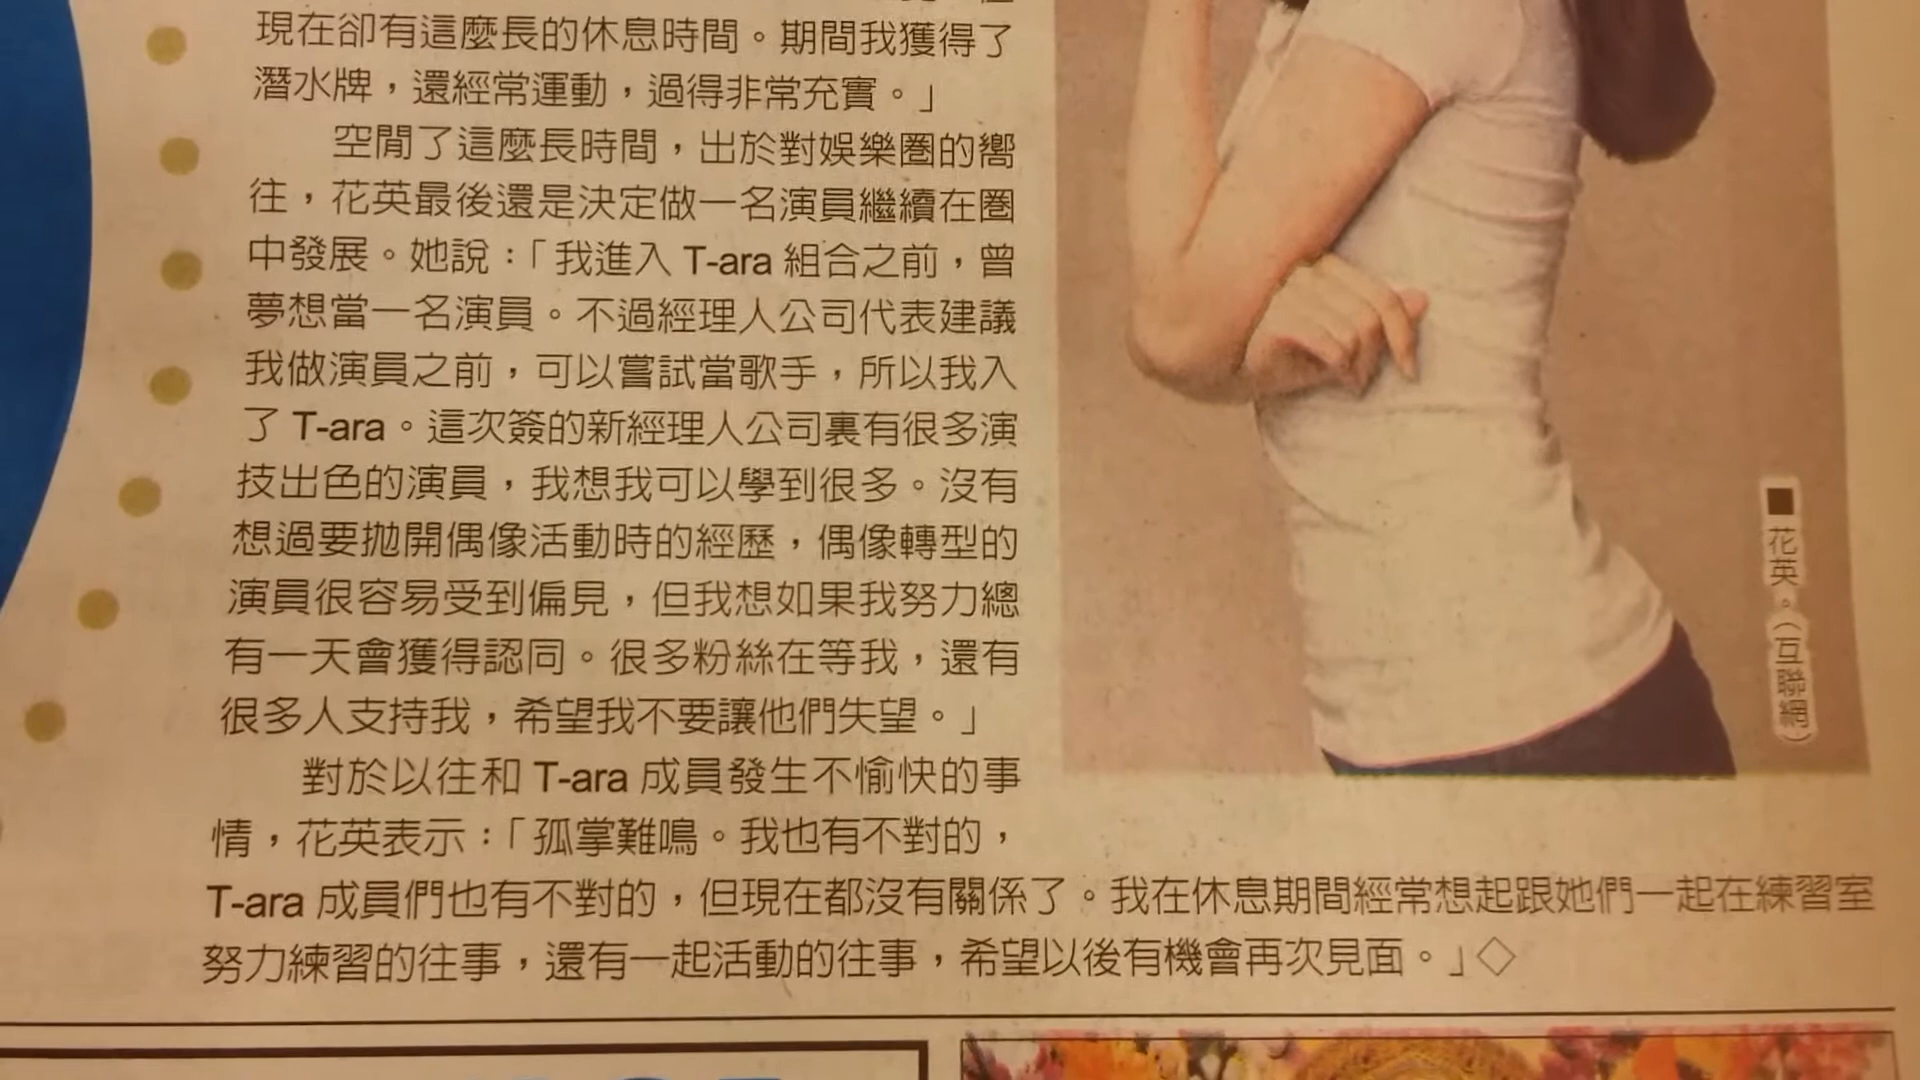 現在卻有這麼長的休息時間。期間我獲得了
潛水牌，還經常運動，過得非常充實。」
空閒了這麼長時間，出於對娛樂圈的嚮
往，花英最後還是決定做一名演員繼續在圈
中發展。她說：「我進入 T-ara 組合之前，曾
夢想當一名演員。不過經理人公司代表建議
我做演員之前，可以嘗試當歌手，所以我入
了 T-ara。這次簽的新經理人公司裏有很多演
技出色的演員，我想我可以學到很多。沒有
想過要拋開偶像活動時的經歷，偶像轉型的
演員很容易受到偏見，但我想如果我努力總
有一天會獲得認同。很多粉絲在等我，還有
很多人支持我，希望我不要讓他們失望。」
對於以往和 T-ara 成員發生不愉快的事
情，花英表示：「孤掌難鳴。我也有不對的，
T-ara 成員們也有不對的，但現在都沒有關係了。我在休息期間經常想起跟她們一起在練習室
努力練習的往事，還有一起活動的往事，希望以後有機會再次見面。」◇
■花英。（互聯網）